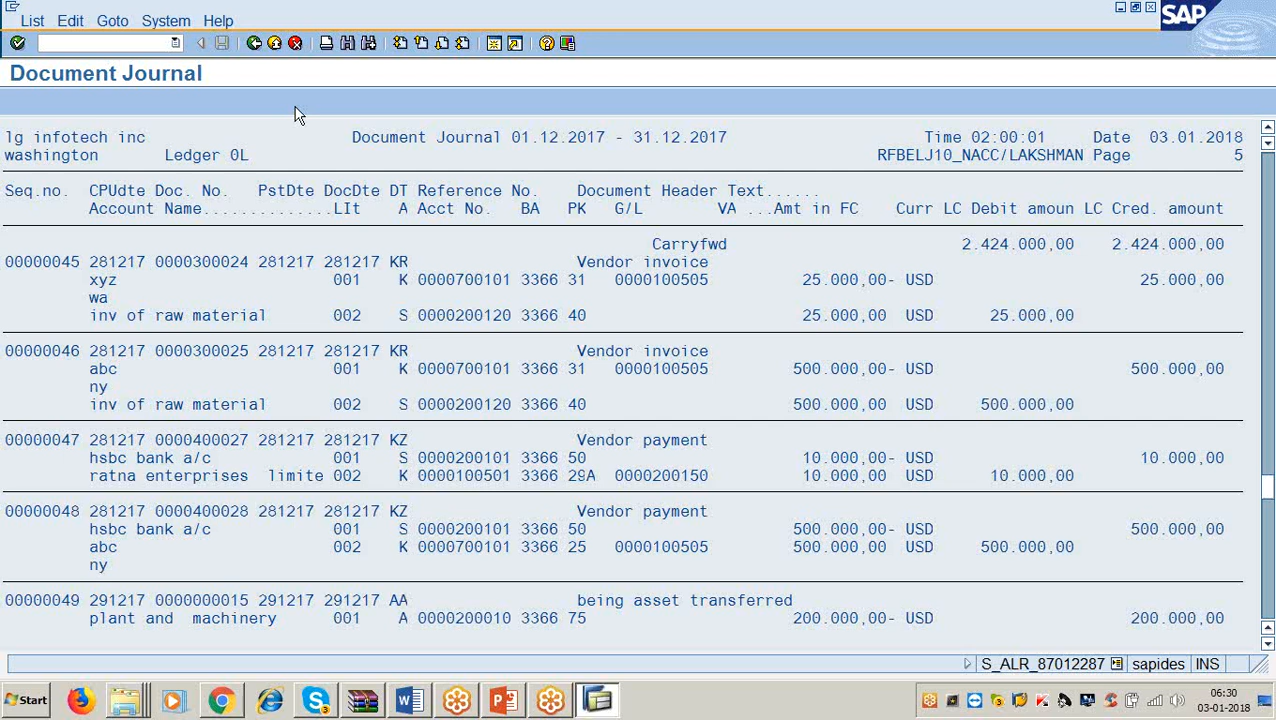 List Edit Goto System Help
SAP
Document Journal
lg infotech inc Document Journal 01.12.2017 - 31.12.2017 Time 02:00:01 Date 03.01.2018
washington Ledger 0L RFBELJ10_NACC/LAKSHMAN Page 5
Seq.no. CPUdte Doc. No. PstDte DocDte DT Reference No. Document Header Text......
Account Name..............LIt A Acct No. BA PK G/L VA ...Amt in FC Curr LC Debit amoun LC Cred. amount
Carryfwd 2.424.000,00 2.424.000,00
00000045 281217 0000300024 281217 281217 KR Vendor invoice
xyz 001 K 0000700101 3366 31 0000100505 25.000,00- USD 25.000,00
wa
inv of raw material 002 S 0000200120 3366 40 25.000,00 USD 25.000,00
00000046 281217 0000300025 281217 281217 KR Vendor invoice
abc 001 K 0000700101 3366 31 0000100505 500.000,00- USD 500.000,00
ny
inv of raw material 002 S 0000200120 3366 40 500.000,00 USD 500.000,00
00000047 281217 0000400027 281217 281217 KZ Vendor payment
hsbc bank a/c 001 S 0000200101 3366 50 10.000,00- USD 10.000,00
ratna enterprises limite 002 K 0000100501 3366 29A 0000200150 10.000,00 USD 10.000,00
00000048 281217 0000400028 281217 281217 KZ Vendor payment
hsbc bank a/c 001 S 0000200101 3366 50 500.000,00- USD 500.000,00
abc 002 K 0000700101 3366 25 0000100505 500.000,00 USD 500.000,00
ny
00000049 291217 0000000015 291217 291217 AA being asset transferred
plant and machinery 001 A 0000200010 3366 75 200.000,00- USD 200.000,00
S_ALR_87012287 sapides INS
Start 06:30
03-01-2018